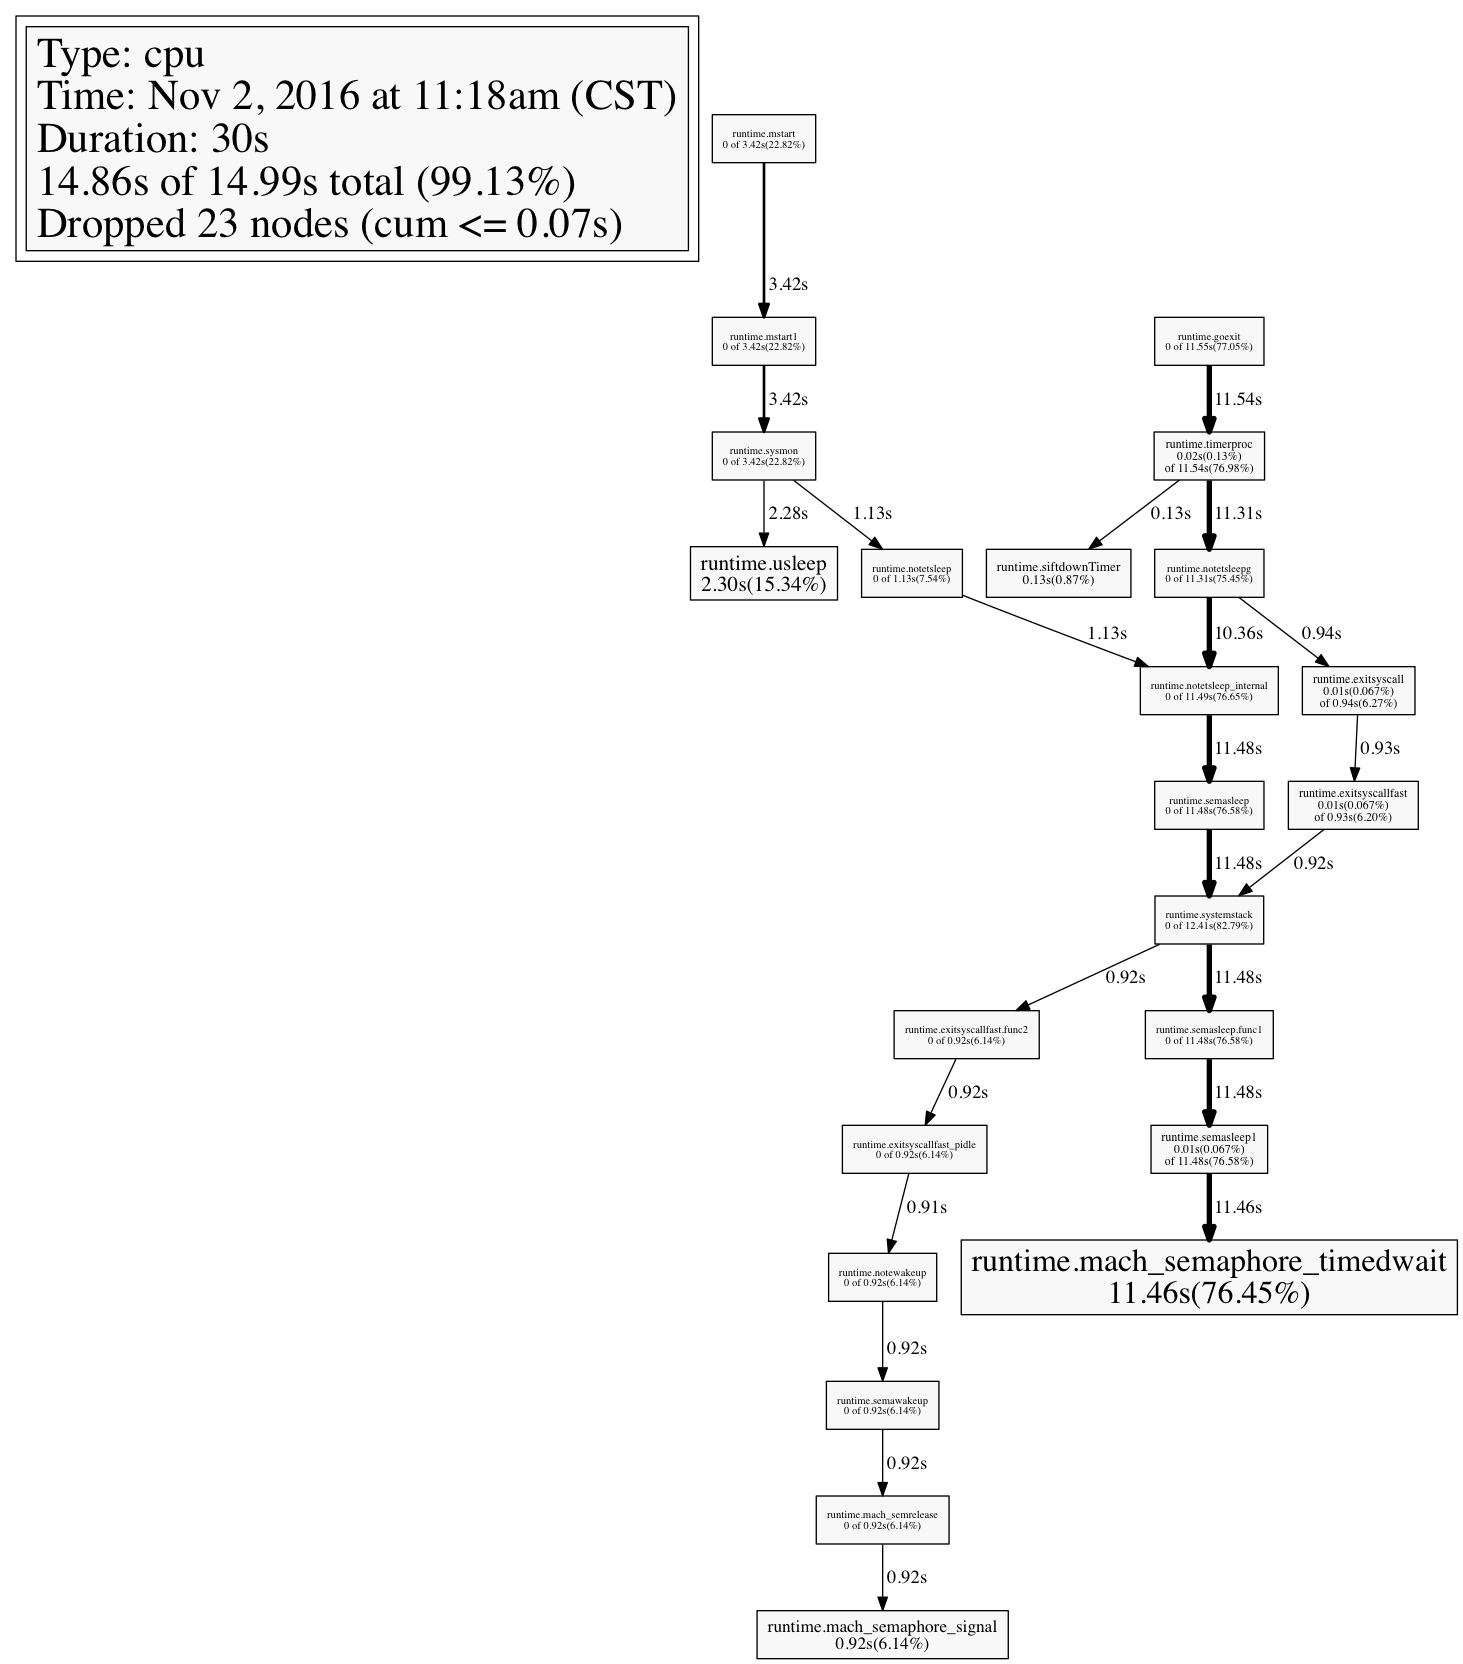 Type: cpu
Time: Nov 2, 2016 at 11:18am (CST)
Duration: 30s
14.86s of 14.99s total (99.13%)
Dropped 23 nodes (cum <= 0.07s)
runtime.mstart
0 of 3.42s(22.82%)
3.42s
runtime.mstart1
0 of 3.42s(22.82%)
runtime.goexit
0 of 11.55s(77.05%)
3.42s
11.54s
runtime.sysmon
0 of 3.42s(22.82%)
runtime.timerproc
0.02s(0.13%)
of 11.54s(76.98%)
2.28s
1.13s
0.13s
11.31s
runtime.usleep
2.30s(15.34%)
runtime.notetsleep
0 of 1.13s(7.54%)
runtime.siftdownTimer
0.13s(0.87%)
runtime.notetsleepg
0 of 11.31s(75.45%)
1.13s
10.36s
0.94s
runtime.notetsleep_internal
0 of 11.49s(76.65%)
runtime.exitsyscall
0.01s(0.067%)
of 0.94s(6.27%)
11.48s
0.93s
runtime.semasleep
0 of 11.48s(76.58%)
runtime.exitsyscallfast
0.01s(0.067%)
of 0.93s(6.20%)
11.48s
0.92s
runtime.systemstack
0 of 12.41s(82.79%)
0.92s
11.48s
runtime.exitsyscallfast.func2
0 of 0.92s(6.14%)
runtime.semasleep.func1
0 of 11.48s(76.58%)
0.92s
11.48s
runtime.exitsyscallfast_pidle
0 of 0.92s(6.14%)
runtime.semasleep1
0.01s(0.067%)
of 11.48s(76.58%)
0.91s
11.46s
runtime.notewakeup
0 of 0.92s(6.14%)
runtime.mach_semaphore_timedwait
11.46s(76.45%)
0.92s
runtime.semawakeup
0 of 0.92s(6.14%)
0.92s
runtime.mach_semrelease
0 of 0.92s(6.14%)
0.92s
runtime.mach_semaphore_signal
0.92s(6.14%)